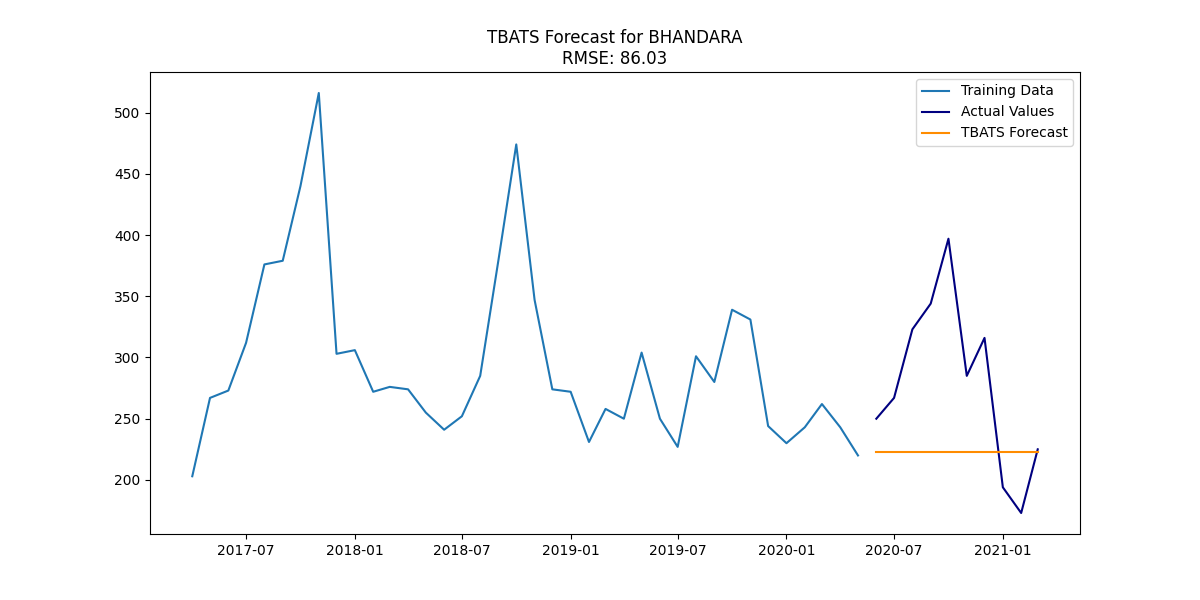 TBATS Forecast for BHANDARA
RMSE: 86.03
Training Data
Actual Values
TBATS Forecast
500
450
400
350
300
250
200
2017-07 2018-01 2018-07 2019-01 2019-07 2020-01 2020-07 2021-01